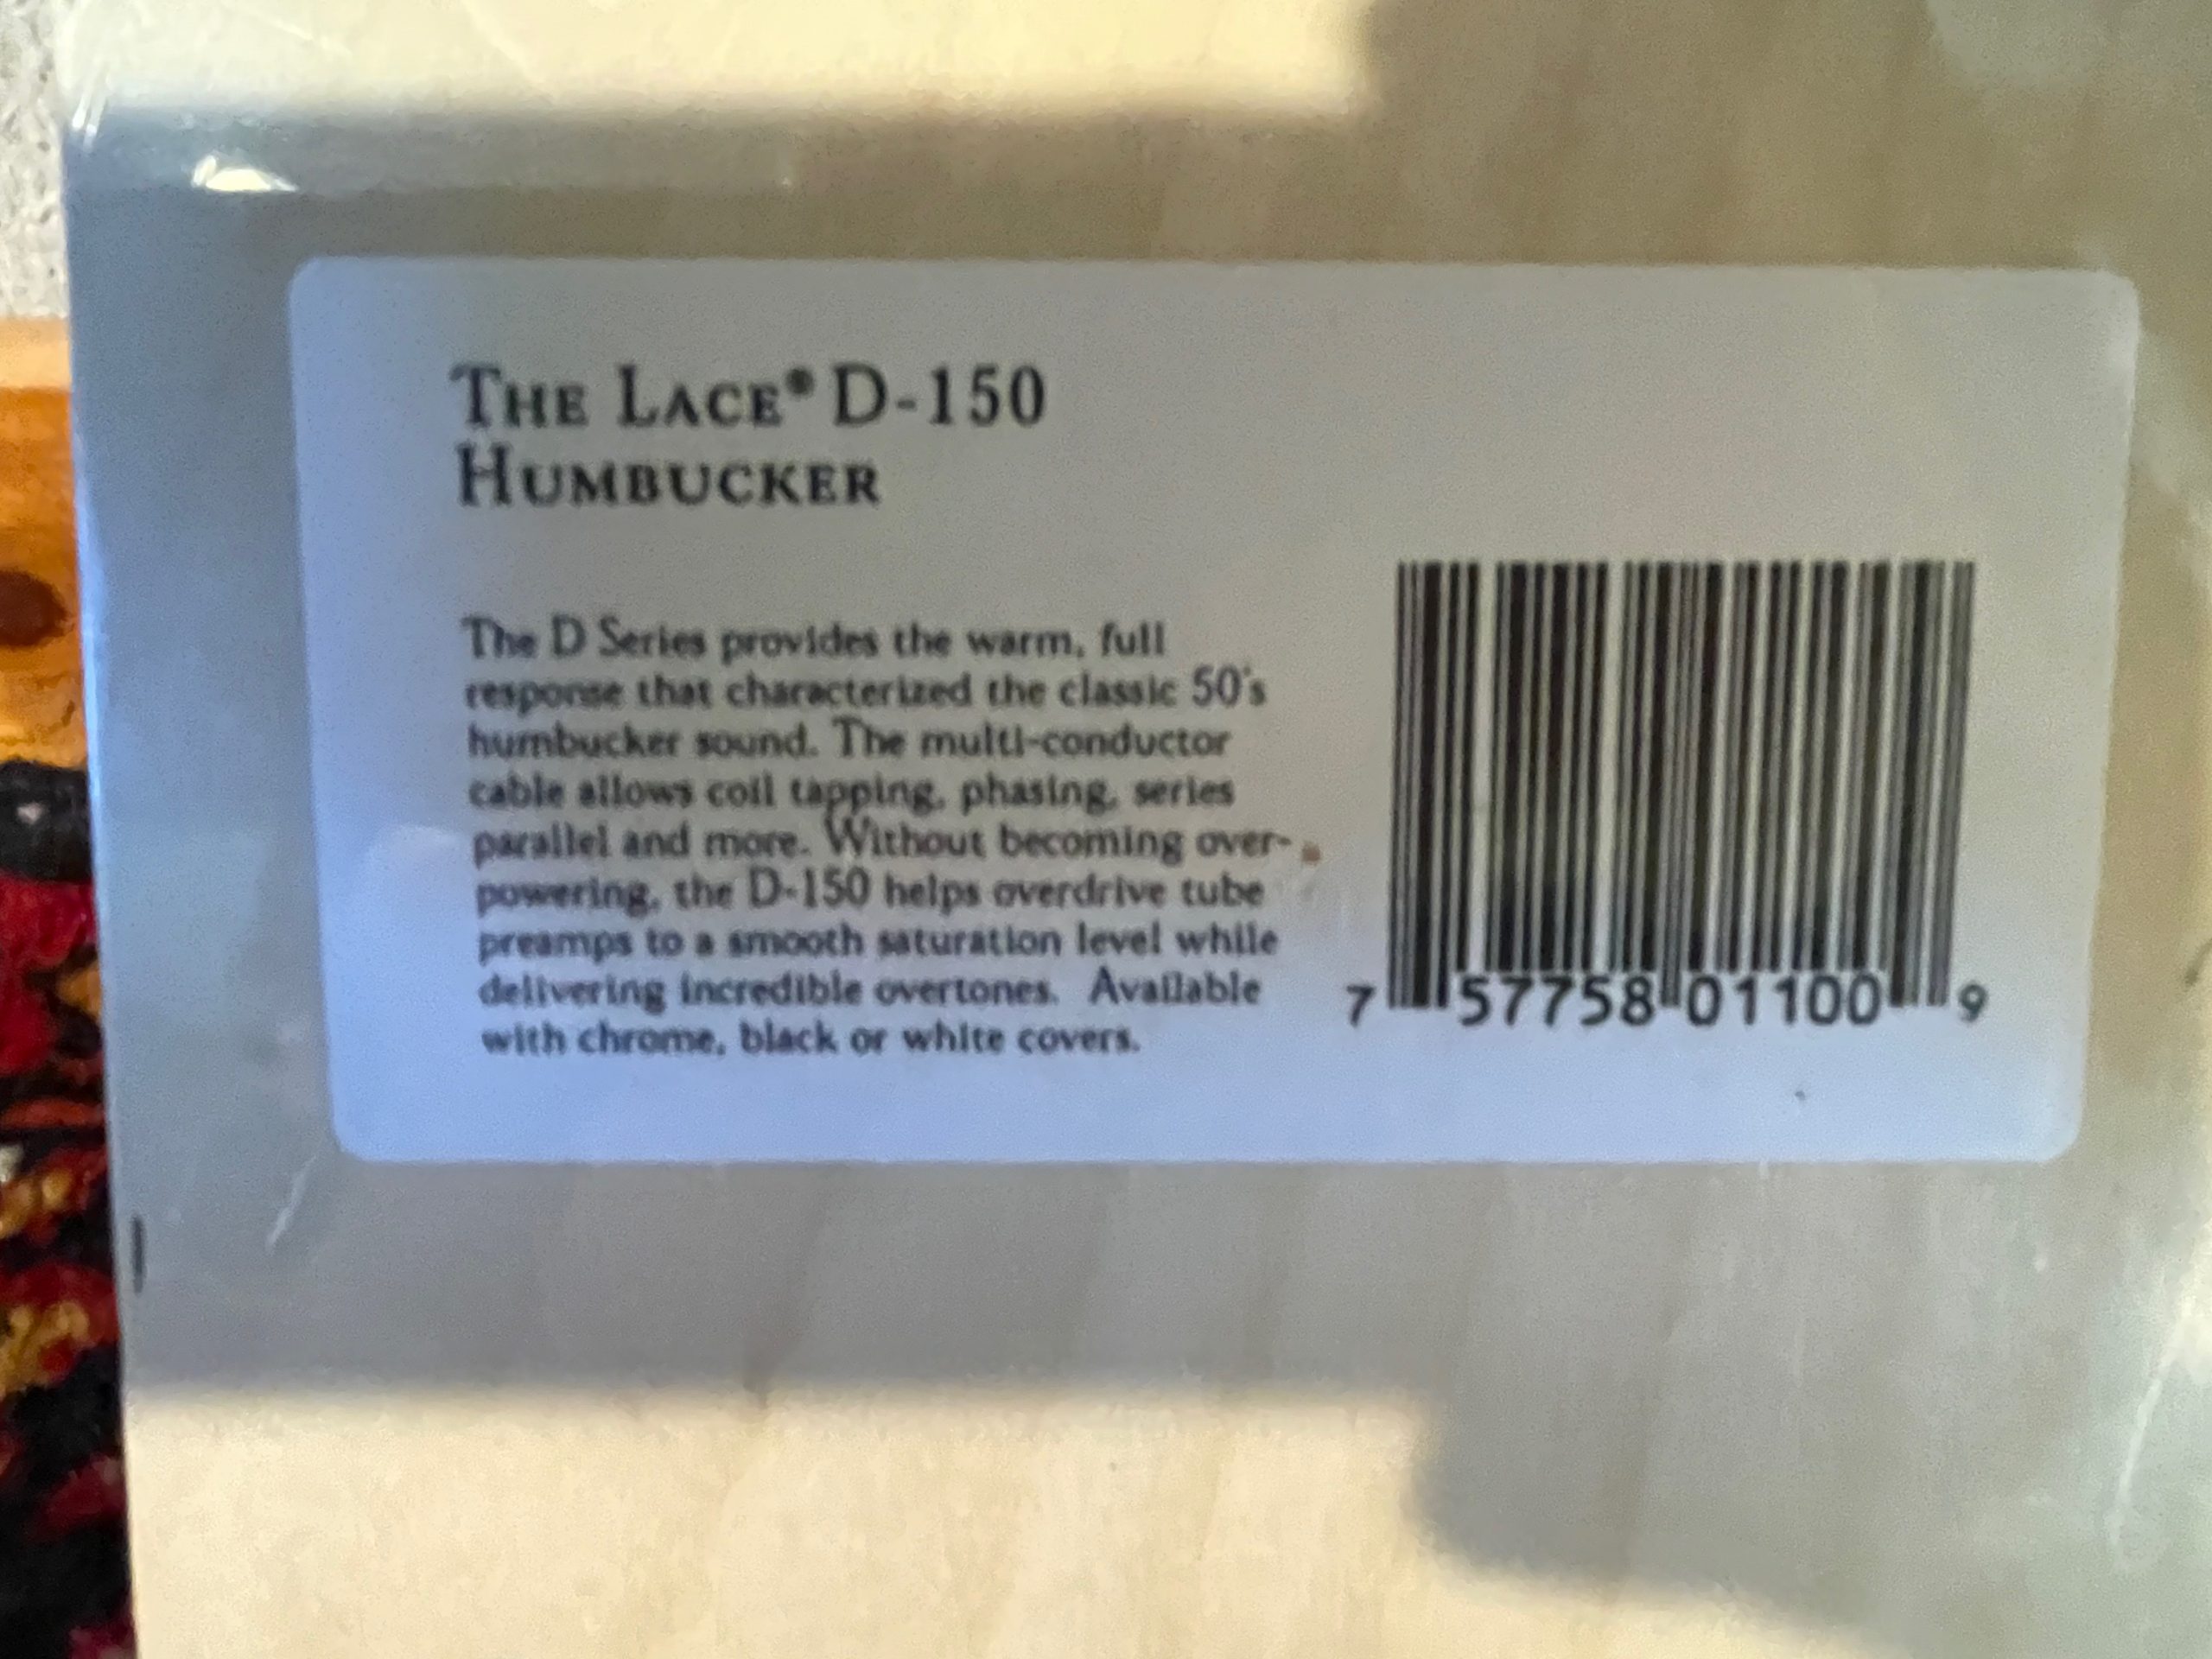 THE LACE® D-150
HUMBUCKER
The D Series provides the warm, full
response that characterized the classic 50's
humbucker sound. The multi-conductor
cable allows coil tapping, phasing, series
parallel and more. Without becoming over-
powering, the D-150 helps overdrive tube
preamps to a smooth saturation level while
delivering incredible overtones. Available
with chrome, black or white covers.
7 57758 01100 9